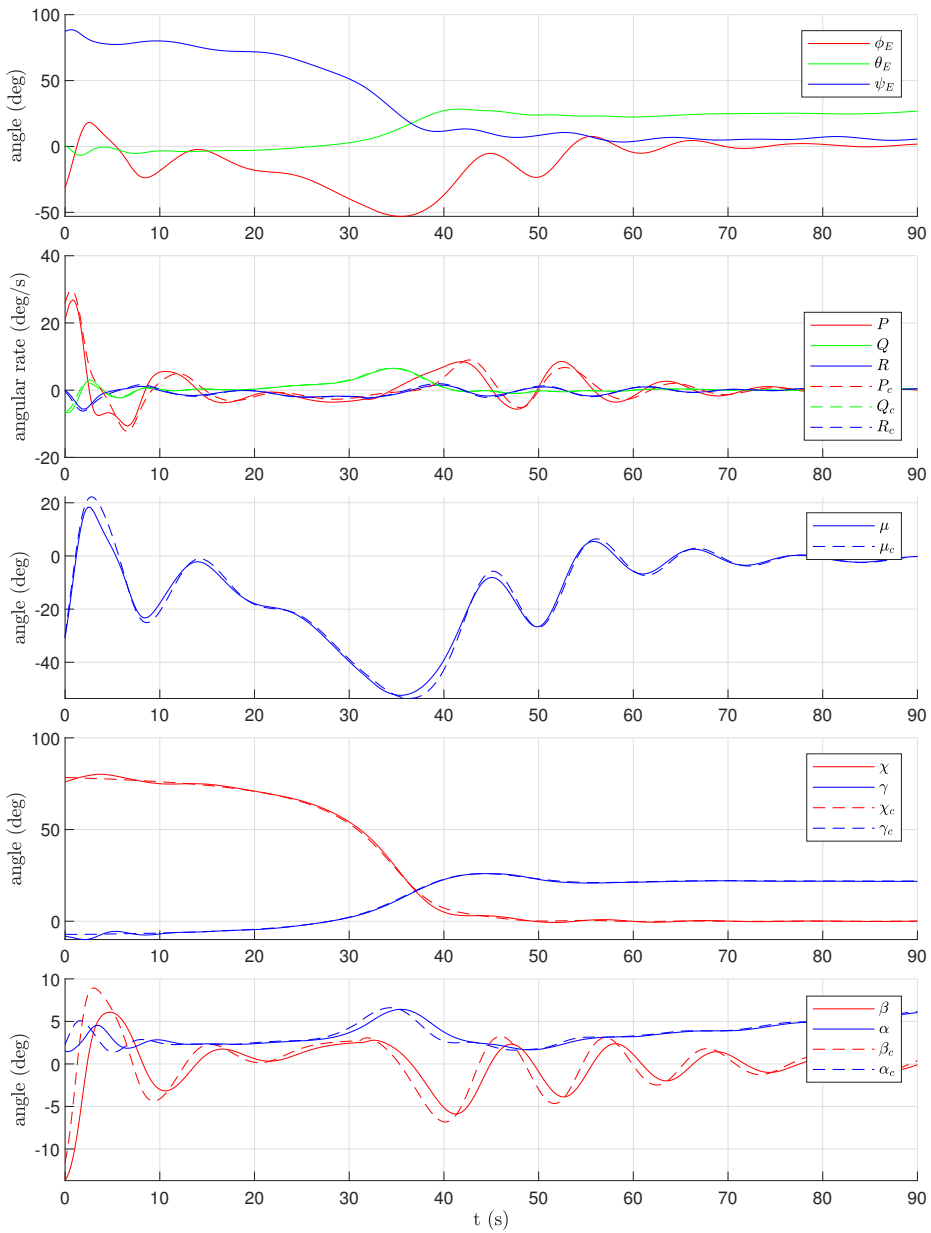 100
50
0
-50
angle (deg)
ϕ_E
θ_E
ψ_E
0 10 20 30 40 50 60 70 80 90
40
20
0
-20
angular rate (deg/s)
P
Q
R
P_c
Q_c
R_c
0 10 20 30 40 50 60 70 80 90
20
0
-20
-40
angle (deg)
μ
μ_c
0 10 20 30 40 50 60 70 80 90
100
50
0
angle (deg)
χ
γ
χ_c
γ_c
0 10 20 30 40 50 60 70 80 90
10
5
0
-5
-10
angle (deg)
β
α
β_c
α_c
0 10 20 30 40 50 60 70 80 90
t (s)